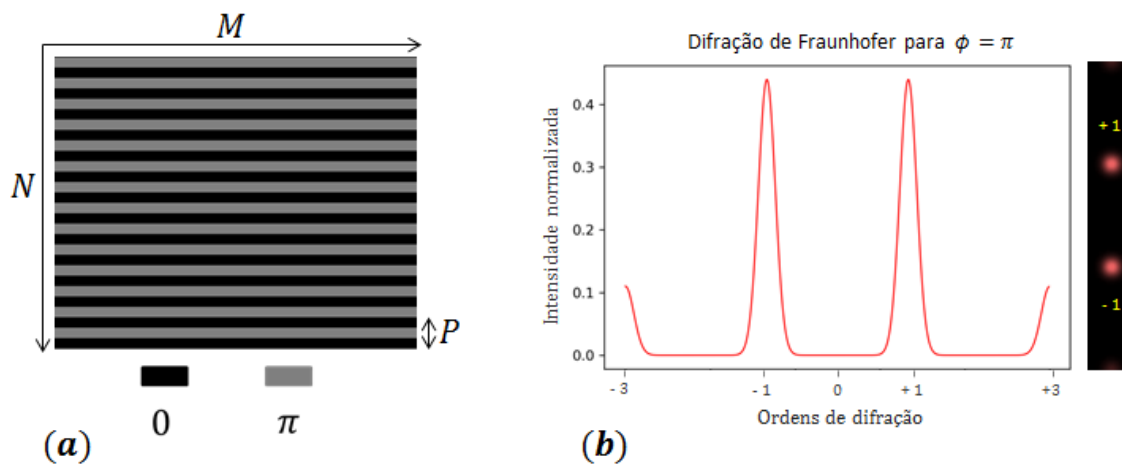 M
N
P
0
π
(a)
Difração de Fraunhofer para ϕ = π
Intensidade normalizada
0.4
0.3
0.2
0.1
0.0
- 3
- 1
0
+ 1
+3
Ordens de difração
(b)
+ 1
- 1